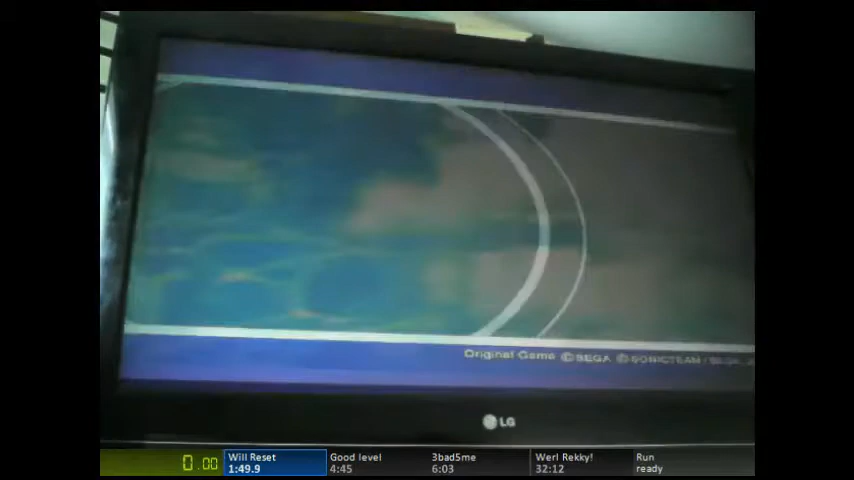 Original Game ©SEGA ©SONICTEAM / SEGA
LG
0.00
Will Reset
1:49.9
Good level
4:45
3bad5me
6:03
Werl Rekky!
32:12
Run
ready